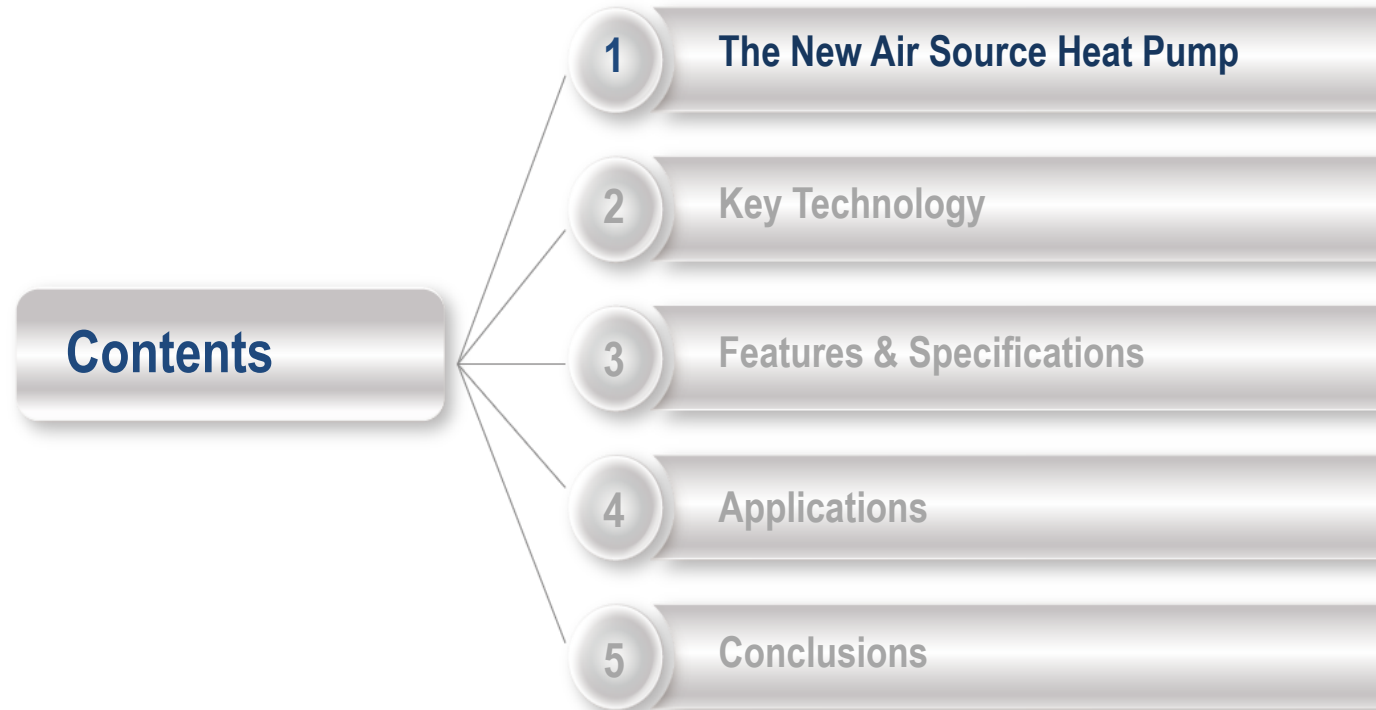 Contents
1 The New Air Source Heat Pump
2 Key Technology
3 Features & Specifications
4 Applications
5 Conclusions